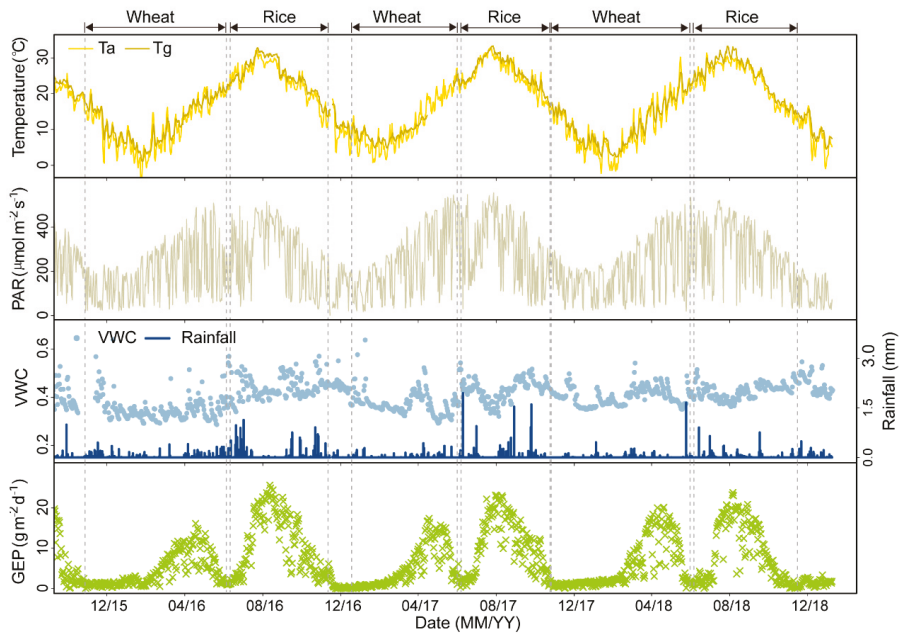 Wheat Rice Wheat Rice Wheat Rice
Ta Tg
Temperature(℃)
30
20
10
0
PAR (μmol m⁻² s⁻¹)
400
200
0
VWC Rainfall
VWC
0.6
0.4
0.2
3.0
1.5
0.0
Rainfall (mm)
GEP (gm⁻² d⁻¹)
20
10
0
12/15 04/16 08/16 12/16 04/17 08/17 12/17 04/18 08/18 12/18
Date (MM/YY)